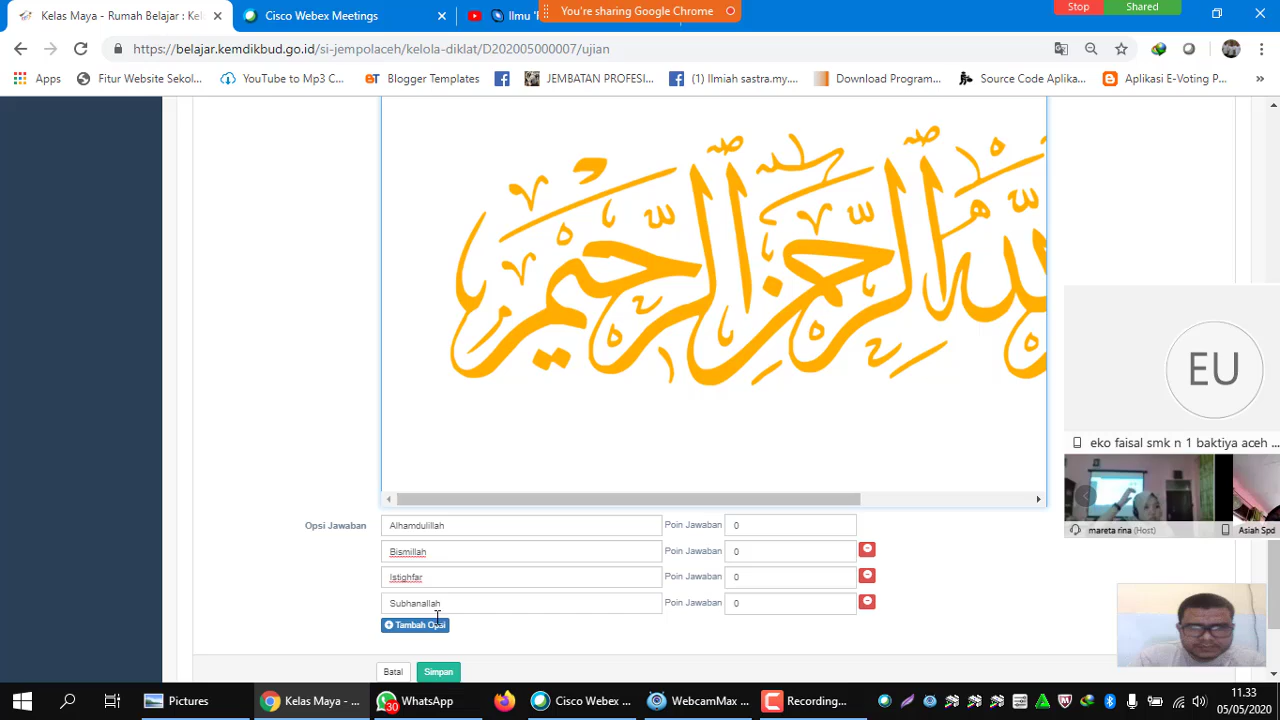 Kelas Maya - Rumah Belajar : Kel
Cisco Webex Meetings
Ilmu '
You're sharing Google Chrome
Stop
Shared
https://belajar.kemdikbud.go.id/si-jempolaceh/kelola-diklat/D202005000007/ujian
Apps
Fitur Website Sekol...
YouTube to Mp3 C...
Blogger Templates
JEMBATAN PROFESI...
(1) Ilmiah sastra.my....
Download Program...
Source Code Aplika...
Aplikasi E-Voting P...
»
الله الرحمن الرحيم
EU
eko faisal smk n 1 baktiya aceh ...
mareta rina (Host)
Asiah Spd
Opsi Jawaban
Alhamdulillah
Poin Jawaban
0
Bismillah
Poin Jawaban
0
Istighfar
Poin Jawaban
0
Subhanallah
Poin Jawaban
0
Tambah Opsi
Batal
Simpan
Kelas Maya - ...
30
WhatsApp
Cisco Webex ...
WebcamMax ...
Recording...
Pictures
11.33
05/05/2020